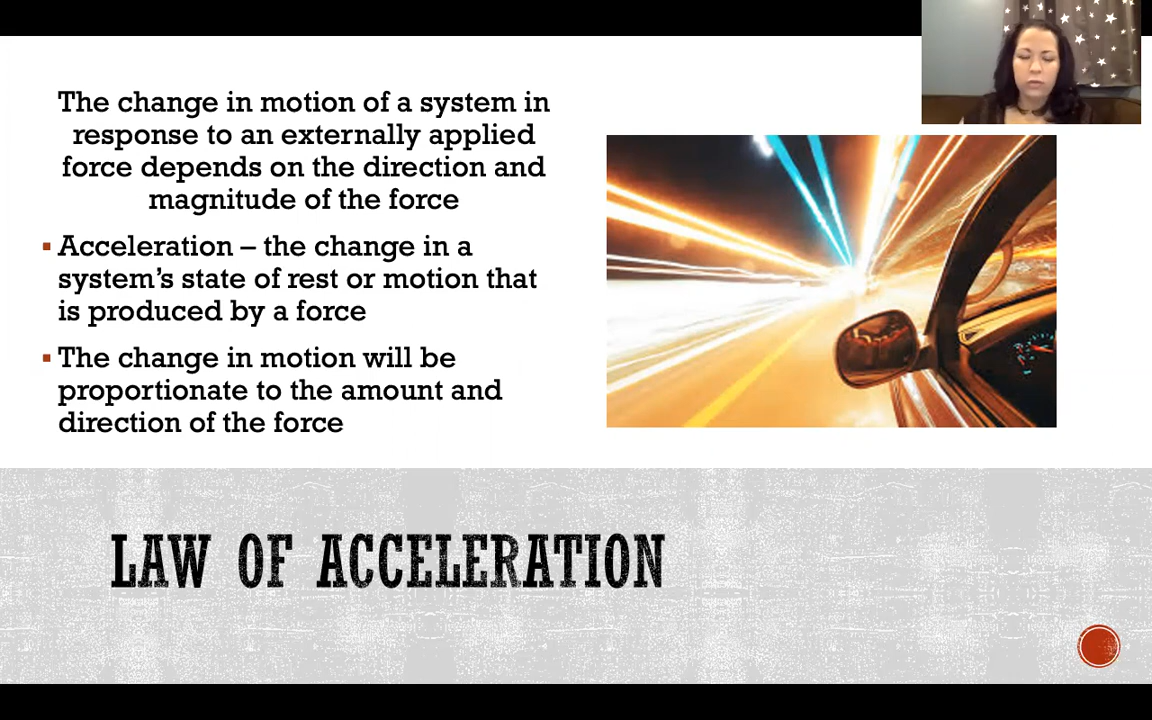 The change in motion of a system in
response to an externally applied
force depends on the direction and
magnitude of the force
▪ Acceleration – the change in a
system’s state of rest or motion that
is produced by a force
▪ The change in motion will be
proportionate to the amount and
direction of the force
LAW OF ACCELERATION